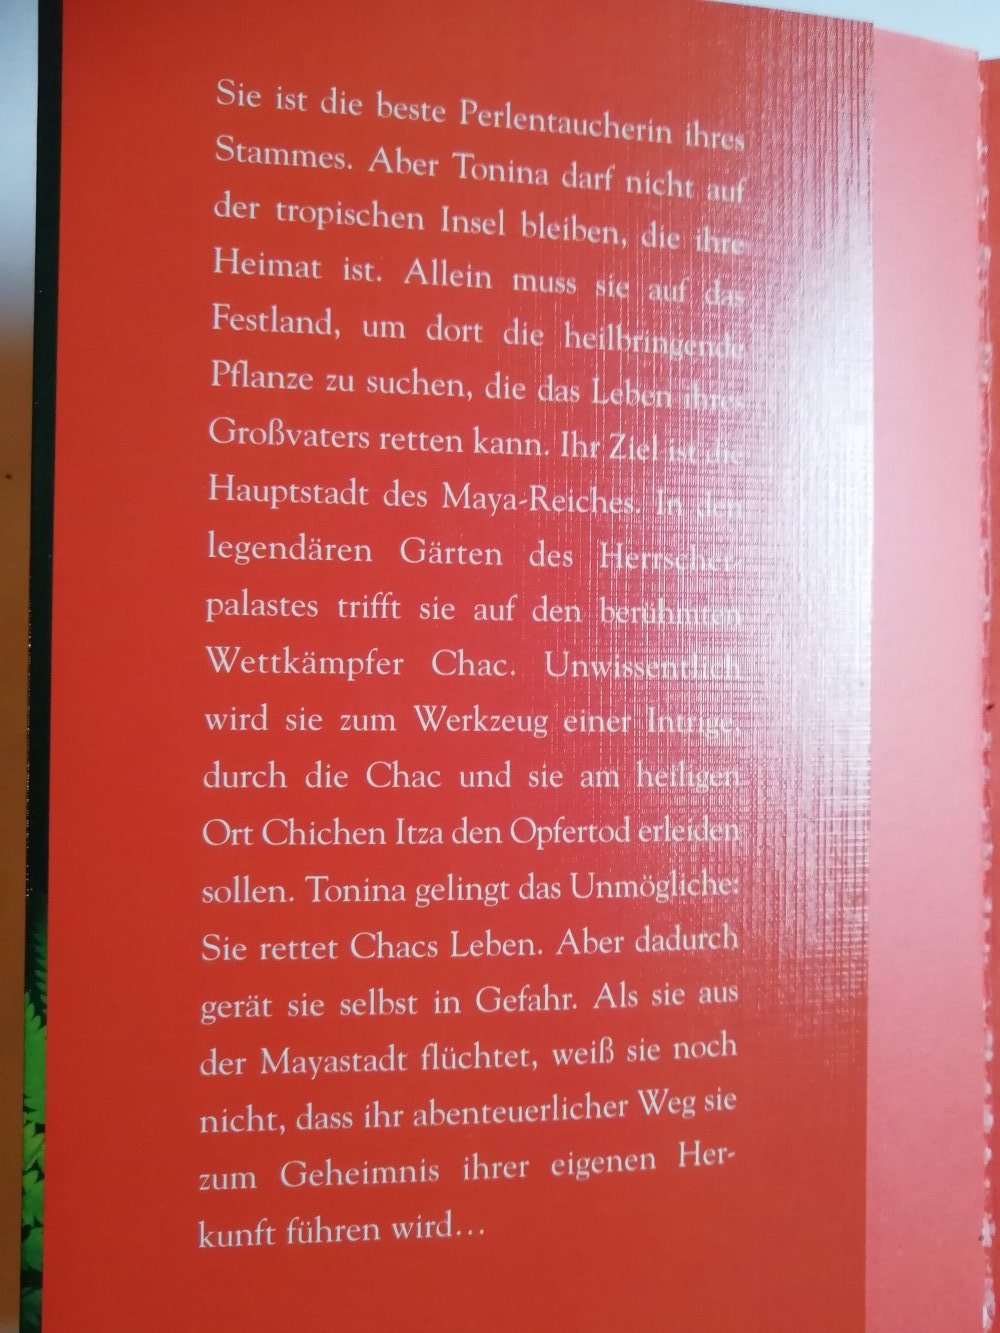 Sie ist die beste Perlentaucherin ihres
Stammes. Aber Tonina darf nicht auf
der tropischen Insel bleiben, die ihre
Heimat ist. Allein muss sie auf das
Festland, um dort die heilbringende
Pflanze zu suchen, die das Leben ihres
Großvaters retten kann. Ihr Ziel ist die
Hauptstadt des Maya-Reiches. In den
legendären Gärten des Herrscher-
palastes trifft sie auf den berühmten
Wettkämpfer Chac. Unwissentlich
wird sie zum Werkzeug einer Intrige,
durch die Chac und sie am heiligen
Ort Chichen Itza den Opfertod erleiden
sollen. Tonina gelingt das Unmögliche:
Sie rettet Chacs Leben. Aber dadurch
gerät sie selbst in Gefahr. Als sie aus
der Mayastadt flüchtet, weiß sie noch
nicht, dass ihr abenteuerlicher Weg sie
zum Geheimnis ihrer eigenen Her-
kunft führen wird...